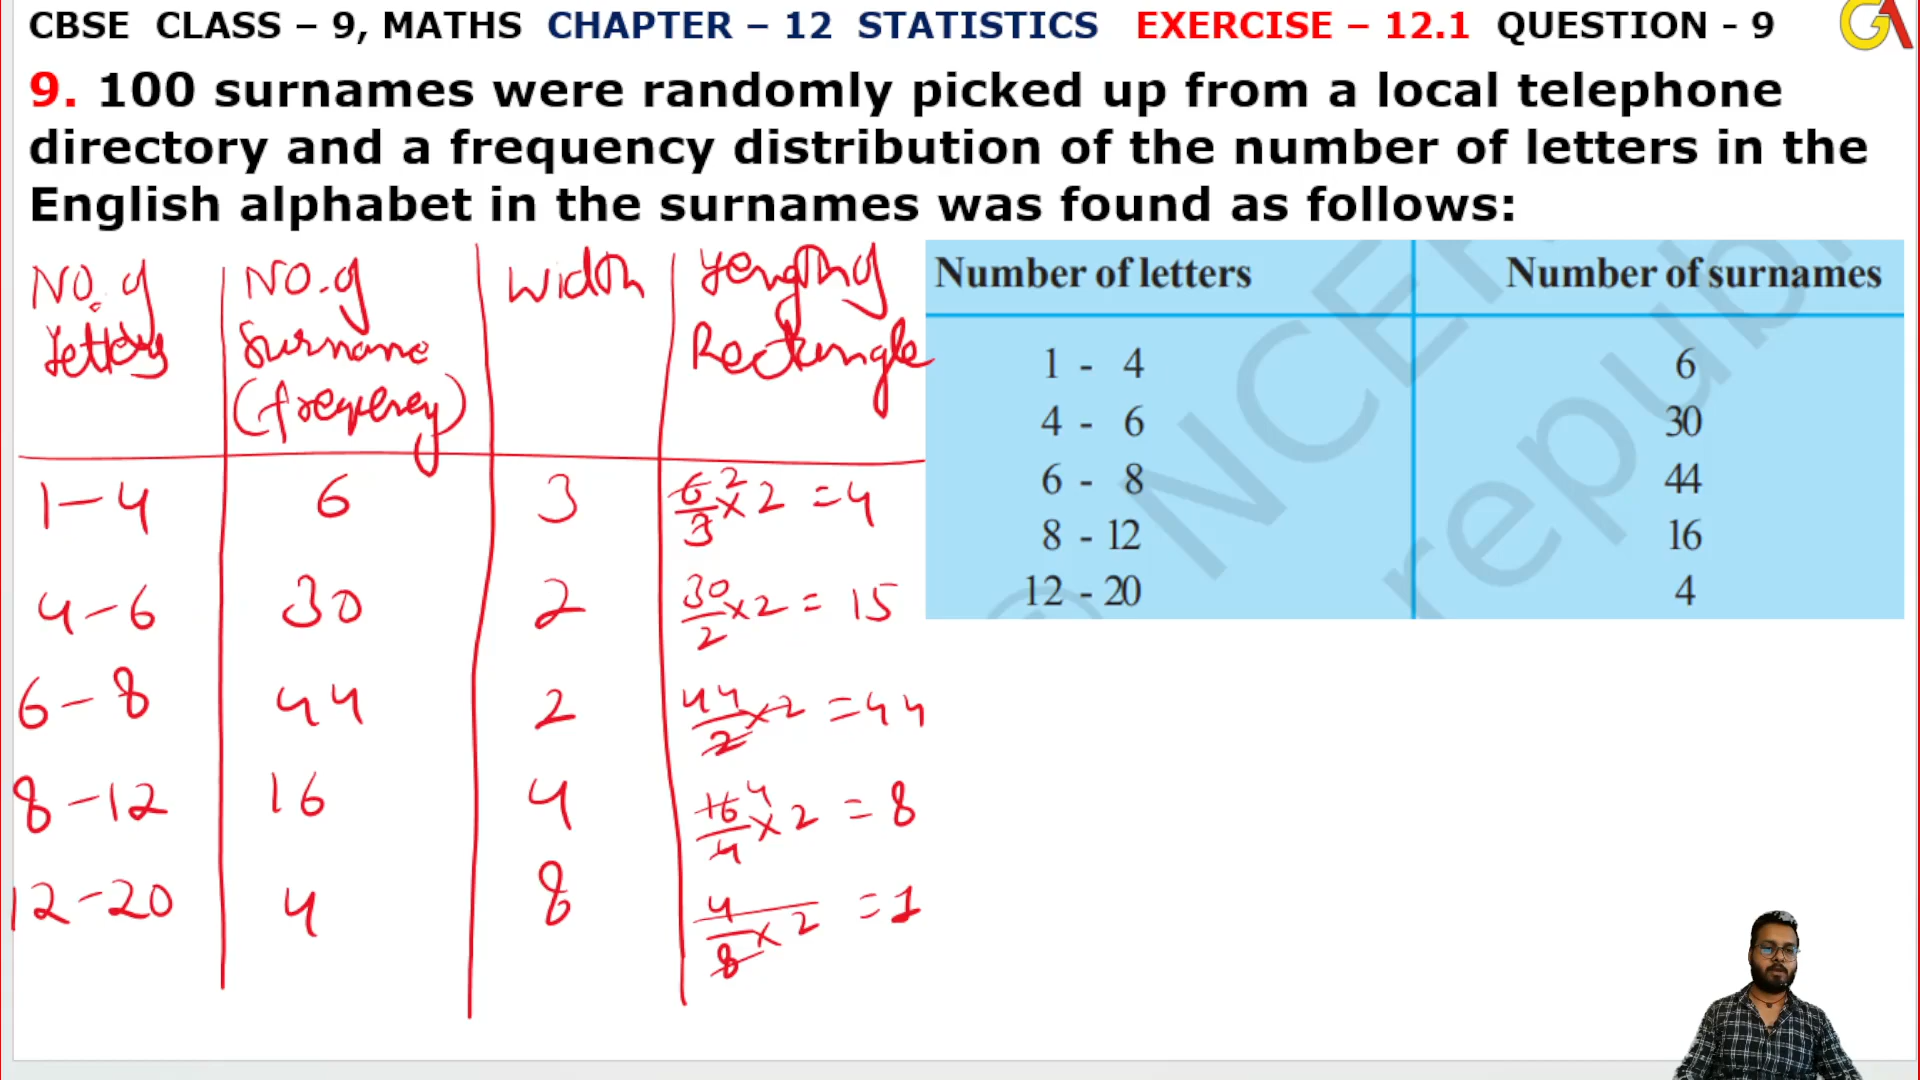 CBSE CLASS – 9, MATHS CHAPTER – 12 STATISTICS EXERCISE – 12.1 QUESTION - 9
GA
9. 100 surnames were randomly picked up from a local telephone
directory and a frequency distribution of the number of letters in the
English alphabet in the surnames was found as follows:
NO. of letters | NO. of Surname (frequency) | Width | Length of Rectangle
1 – 4 | 6 | 3 | 6/3 2 × 2 = 4
4 – 6 | 30 | 2 | 30/2 × 2 = 15
6 – 8 | 44 | 2 | 44/2 × 2 = 44
8 – 12 | 16 | 4 | 16/4 4 × 2 = 8
12 – 20 | 4 | 8 | 4/8 × 2 = 1
Number of letters | Number of surnames
1 - 4 | 6
4 - 6 | 30
6 - 8 | 44
8 - 12 | 16
12 - 20 | 4
republ